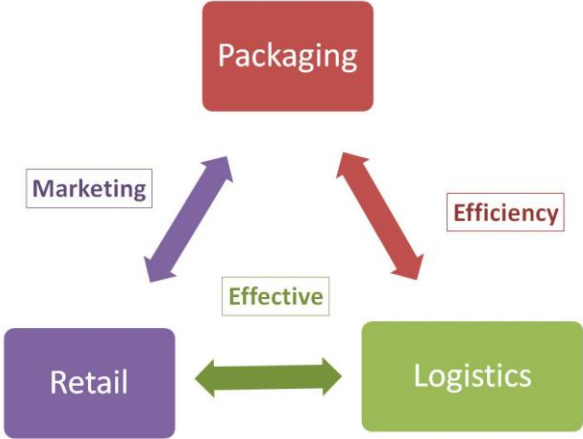 Packaging
Marketing
Efficiency
Effective
Retail
Logistics